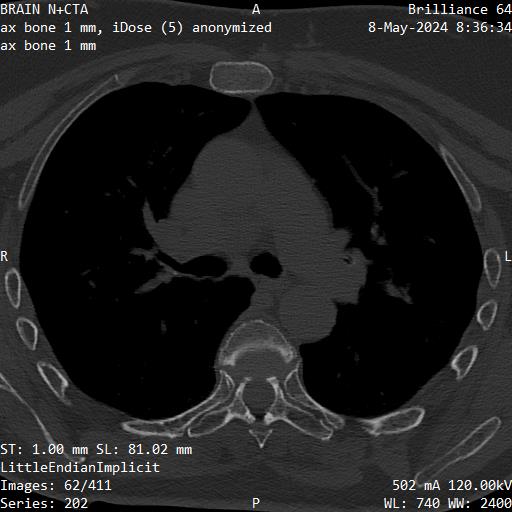 BRAIN N+CTA
A
Brilliance 64
ax bone 1 mm, iDose (5) anonymized
8-May-2024 8:36:34
ax bone 1 mm
R
L
ST: 1.00 mm SL: 81.02 mm
LittleEndianImplicit
Images: 62/411
502 mA 120.00kV
Series: 202
P
WL: 740 WW: 2400